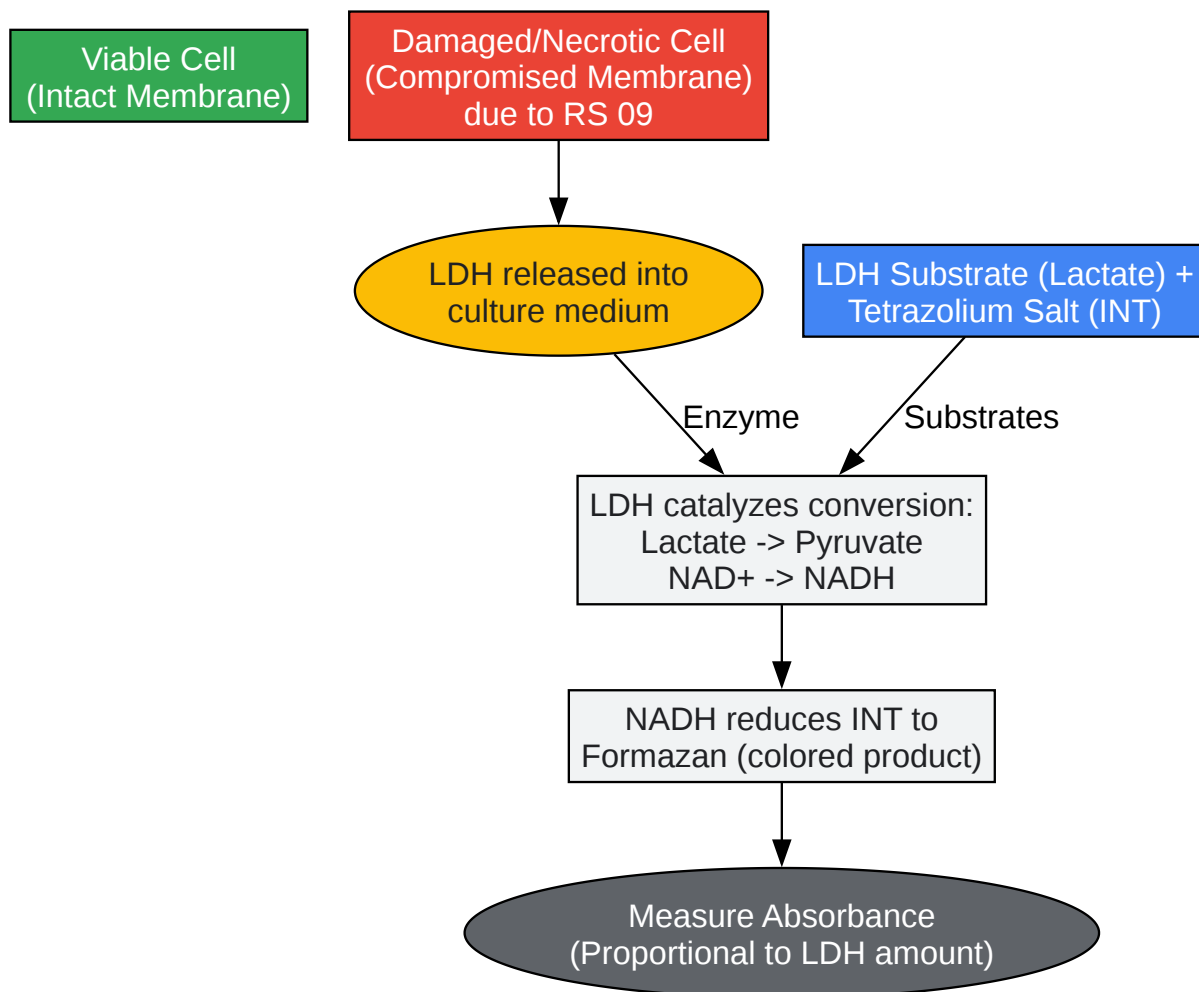 Viable Cell
(Intact Membrane)
Damaged/Necrotic Cell
(Compromised Membrane)
due to RS 09
LDH released into
culture medium
LDH Substrate (Lactate) +
Tetrazolium Salt (INT)
Enzyme
Substrates
LDH catalyzes conversion:
Lactate -> Pyruvate
NAD+ -> NADH
NADH reduces INT to
Formazan (colored product)
Measure Absorbance
(Proportional to LDH amount)